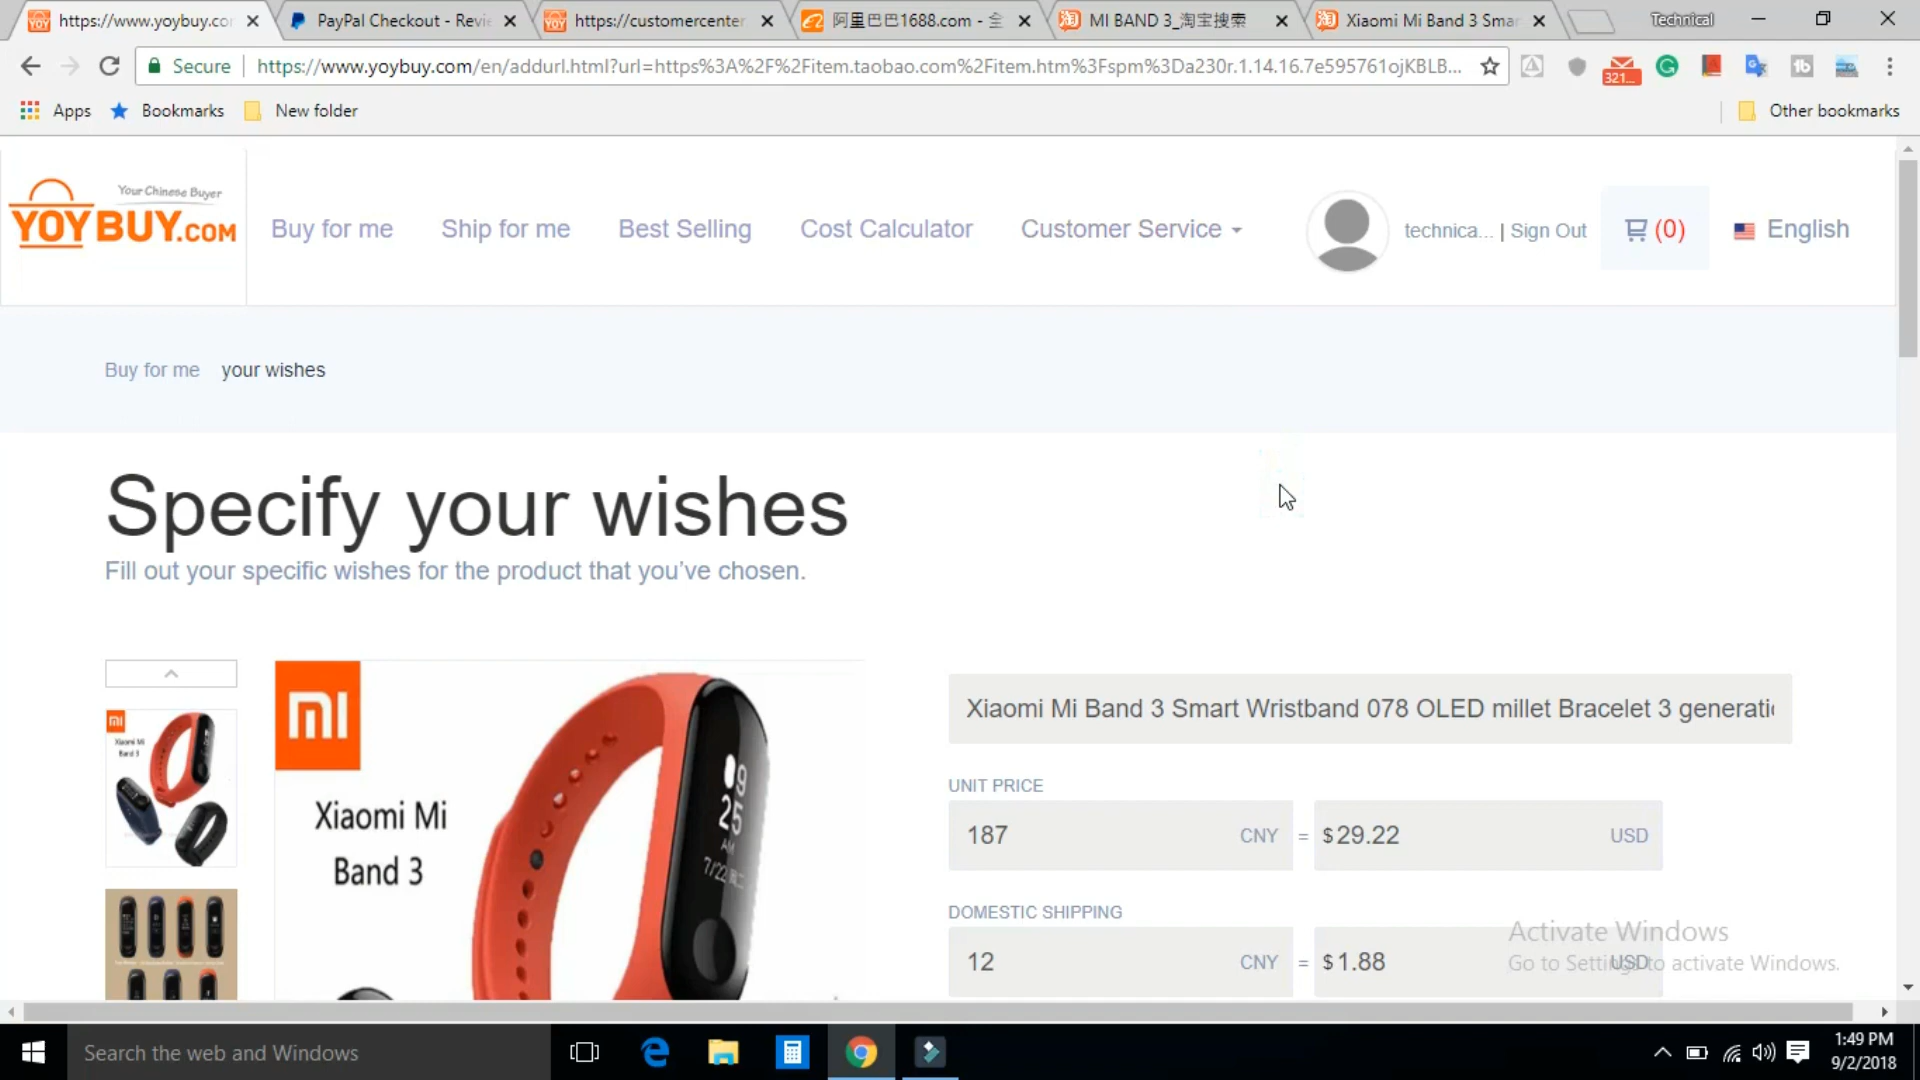 https://www.yoybuy.co
PayPal Checkout - Revie
https://customercenter
阿里巴巴1688.com - 全
MI BAND 3_淘宝搜索
Xiaomi Mi Band 3 Smar
Technical
Secure
https://www.yoybuy.com/en/addurl.html?url=https%3A%2F%2Fitem.taobao.com%2Fitem.htm%3Fspm%3Da230r.1.14.16.7e595761ojKBLB...
321...
Apps
Bookmarks
New folder
Other bookmarks
Your Chinese Buyer
YOYBUY.COM
Buy for me
Ship for me
Best Selling
Cost Calculator
Customer Service
technica... | Sign Out
(0)
English
Buy for me
your wishes
Specify your wishes
Fill out your specific wishes for the product that you've chosen.
Xiaomi Mi
Band 3
Xiaomi Mi
Band 3
Xiaomi Mi Band 3 Smart Wristband 078 OLED millet Bracelet 3 generati
UNIT PRICE
187 CNY = $29.22 USD
DOMESTIC SHIPPING
12 CNY = $1.88 USD
Activate Windows
Go to Settings to activate Windows.
Search the web and Windows
1:49 PM
9/2/2018